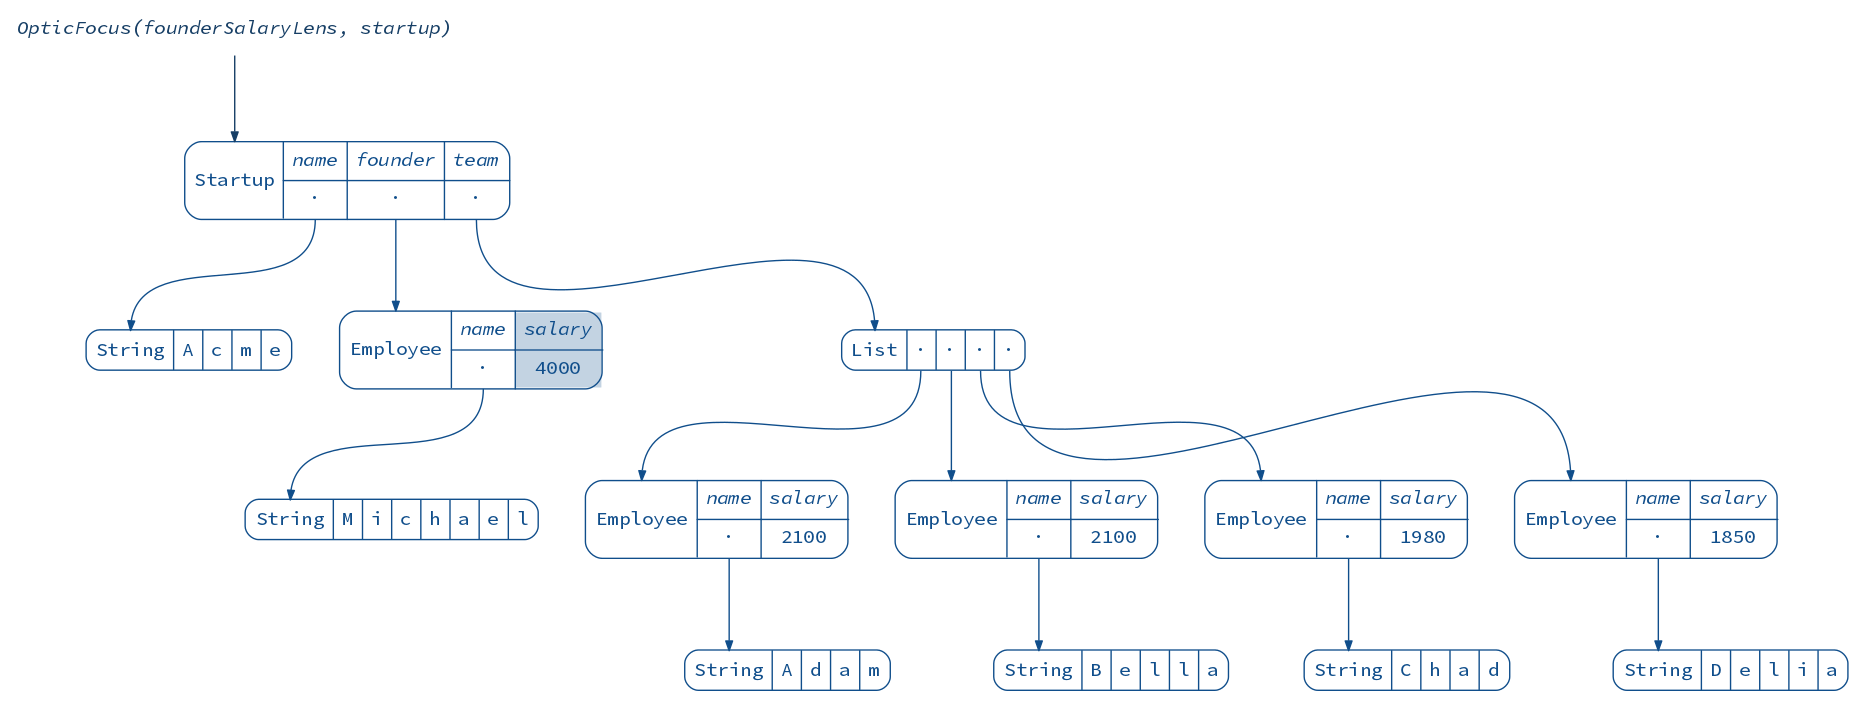 OpticFocus(founderSalaryLens, startup)
Startup name founder team
· · ·
String A c m e
Employee name salary
· 4000
List · · · ·
String M i c h a e l
Employee name salary
· 2100
Employee name salary
· 2100
Employee name salary
· 1980
Employee name salary
· 1850
String A d a m
String B e l l a
String C h a d
String D e l i a